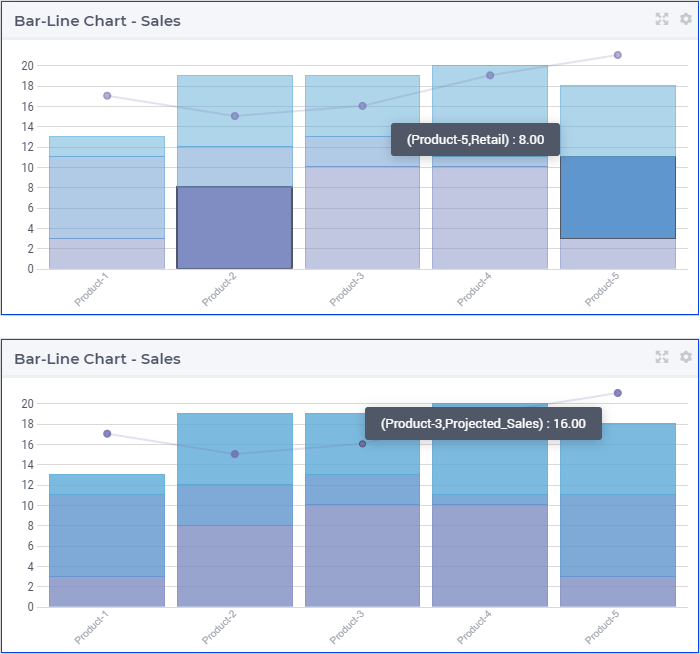 Bar-Line Chart - Sales
20
18
16
14
12
10
8
6
4
2
0
(Product-5,Retail) : 8.00
Product-1
Product-2
Product-3
Product-4
Product-5
Bar-Line Chart - Sales
20
18
16
14
12
10
8
6
4
2
0
(Product-3,Projected_Sales) : 16.00
Product-1
Product-2
Product-3
Product-4
Product-5